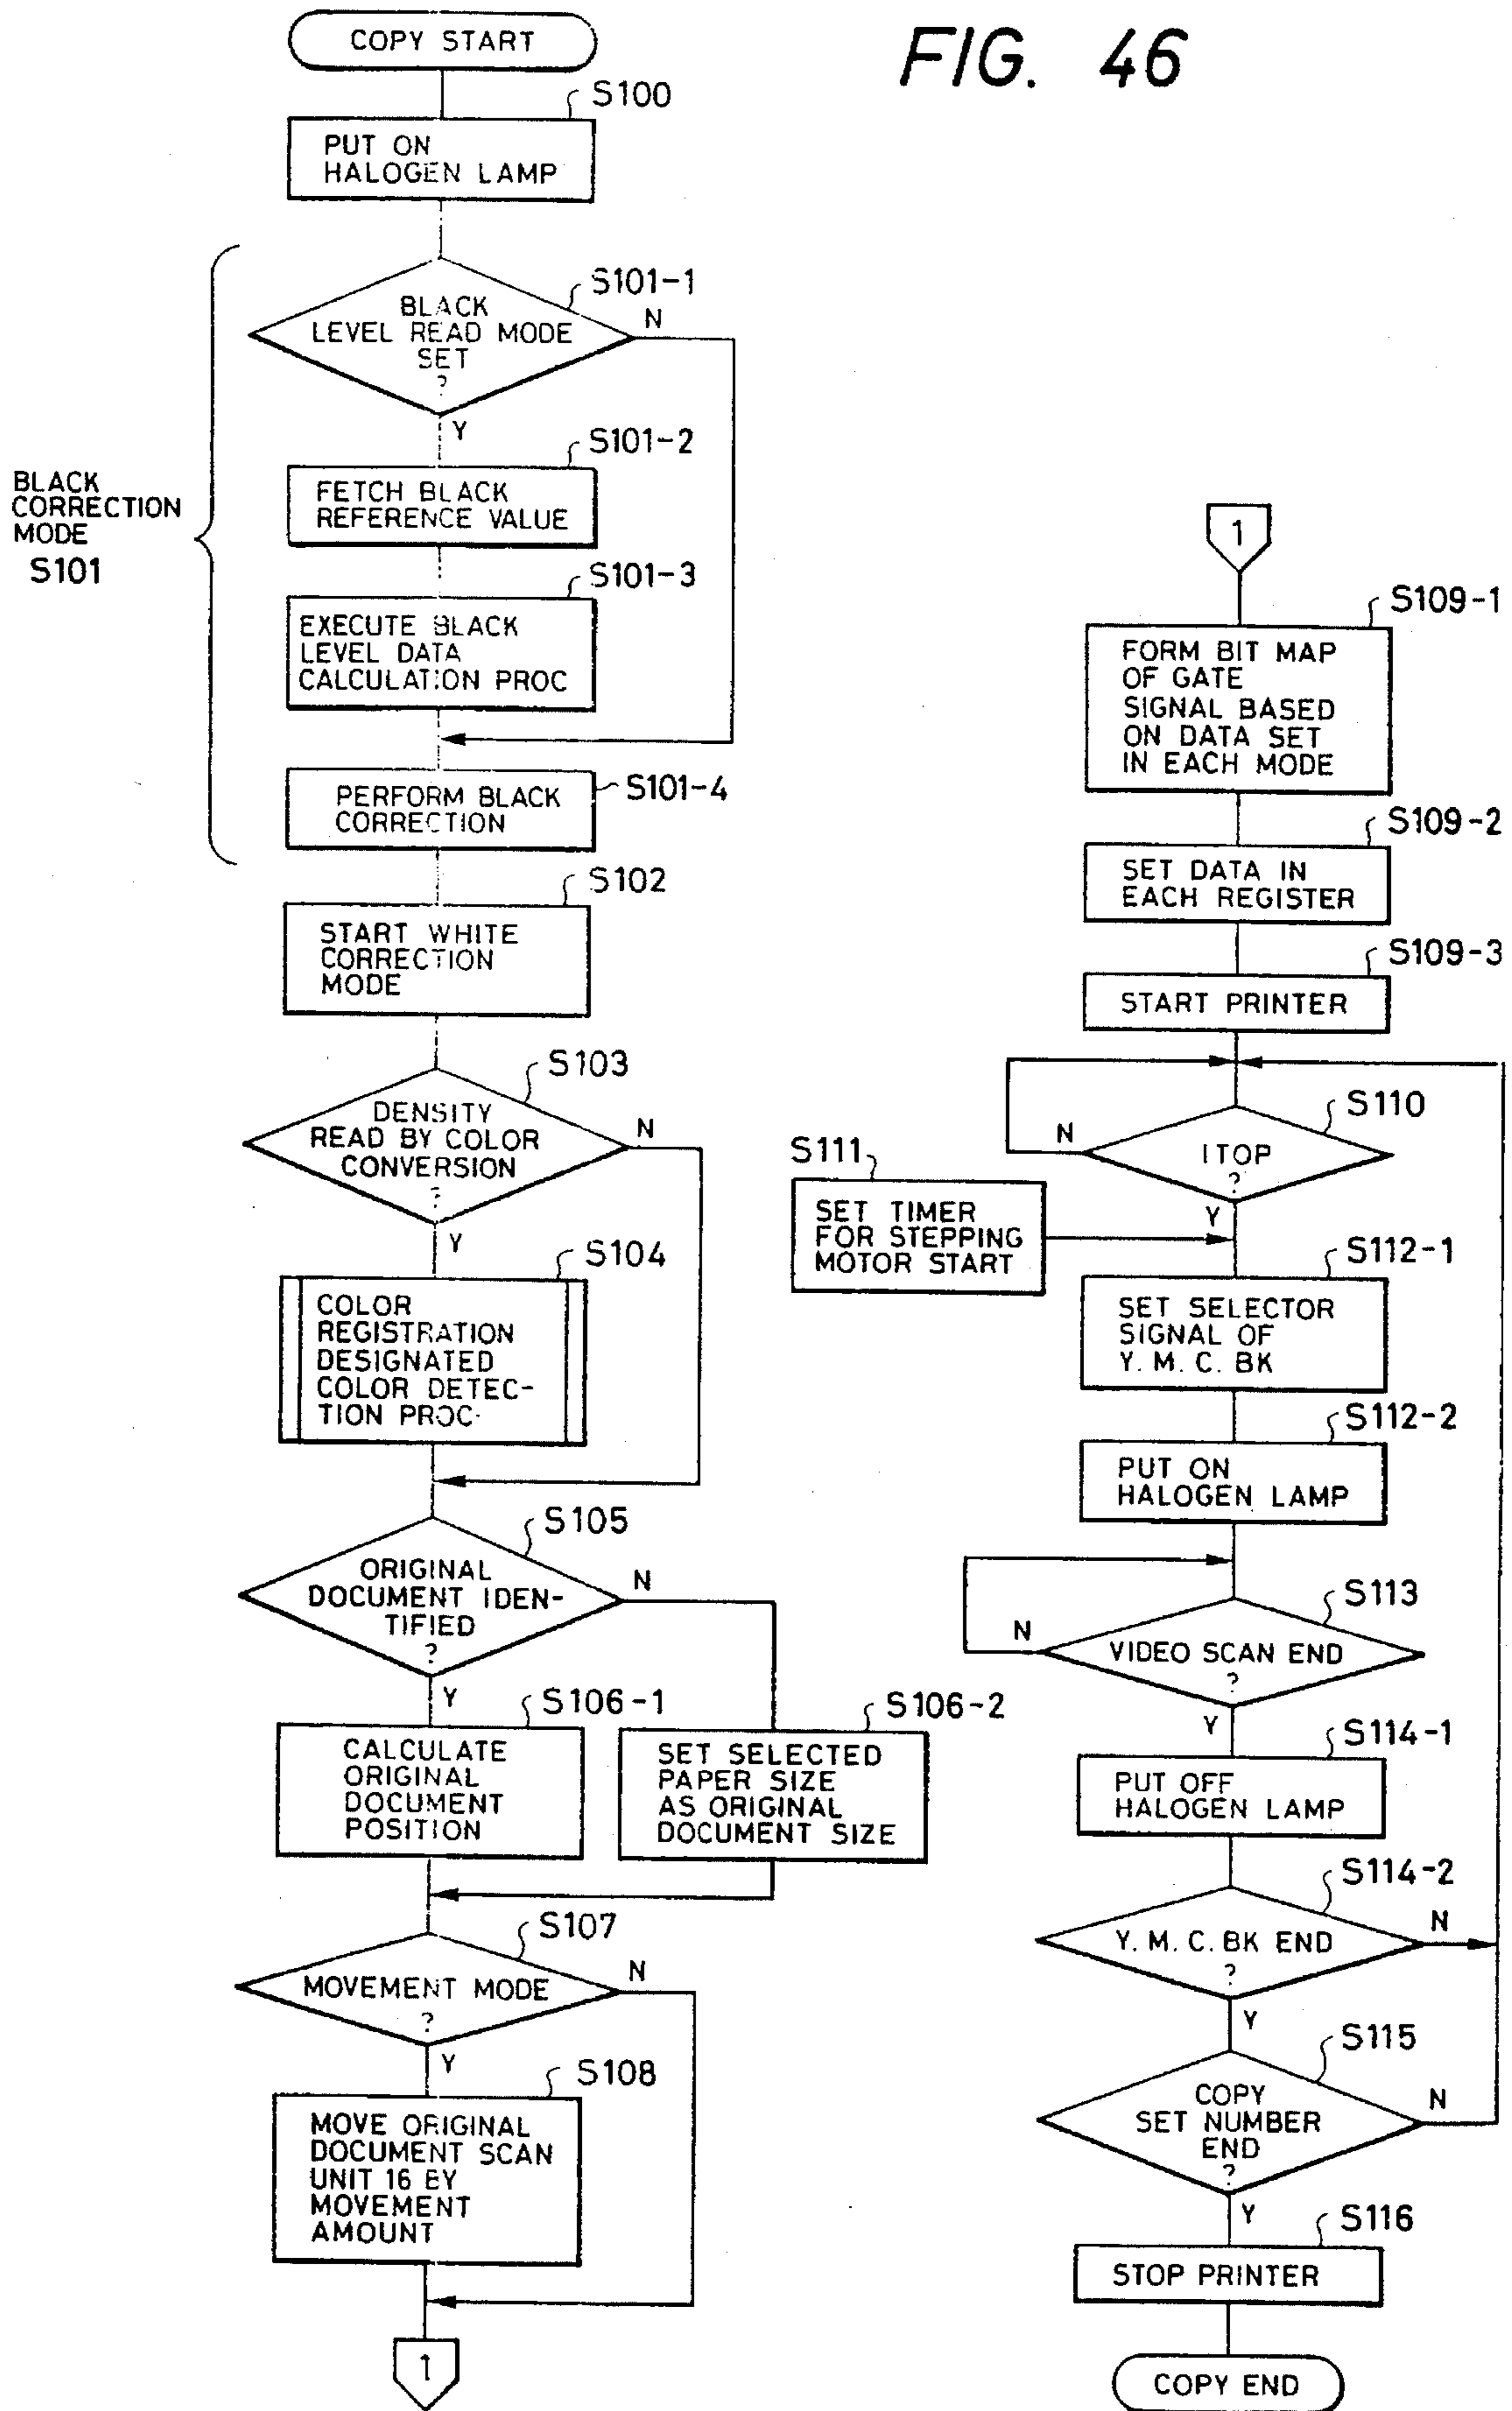 FIG. 46
COPY START
S100
PUT ON
HALOGEN LAMP
BLACK
CORRECTION
MODE
S101
S101-1
BLACK
LEVEL READ MODE
SET
?
N
Y
S101-2
FETCH BLACK
REFERENCE VALUE
S101-3
EXECUTE BLACK
LEVEL DATA
CALCULATION PROC
S101-4
PERFORM BLACK
CORRECTION
S102
START WHITE
CORRECTION
MODE
S103
DENSITY
READ BY COLOR
CONVERSION
?
N
Y
S104
COLOR
REGISTRATION
DESIGNATED
COLOR DETEC-
TION PROC.
S105
ORIGINAL
DOCUMENT IDEN-
TIFIED
?
N
Y
S106-1
CALCULATE
ORIGINAL
DOCUMENT
POSITION
S106-2
SET SELECTED
PAPER SIZE
AS ORIGINAL
DOCUMENT SIZE
S107
MOVEMENT MODE
?
N
Y
S108
MOVE ORIGINAL
DOCUMENT SCAN
UNIT 16 BY
MOVEMENT
AMOUNT
1
1
S109-1
FORM BIT MAP
OF GATE
SIGNAL BASED
ON DATA SET
IN EACH MODE
S109-2
SET DATA IN
EACH REGISTER
S109-3
START PRINTER
S110
ITOP
?
N
Y
S111
SET TIMER
FOR STEPPING
MOTOR START
S112-1
SET SELECTOR
SIGNAL OF
Y. M. C. BK
S112-2
PUT ON
HALOGEN LAMP
S113
VIDEO SCAN END
?
N
Y
S114-1
PUT OFF
HALOGEN LAMP
S114-2
Y. M. C. BK END
?
N
Y
S115
COPY
SET NUMBER
END
?
N
Y
S116
STOP PRINTER
COPY END